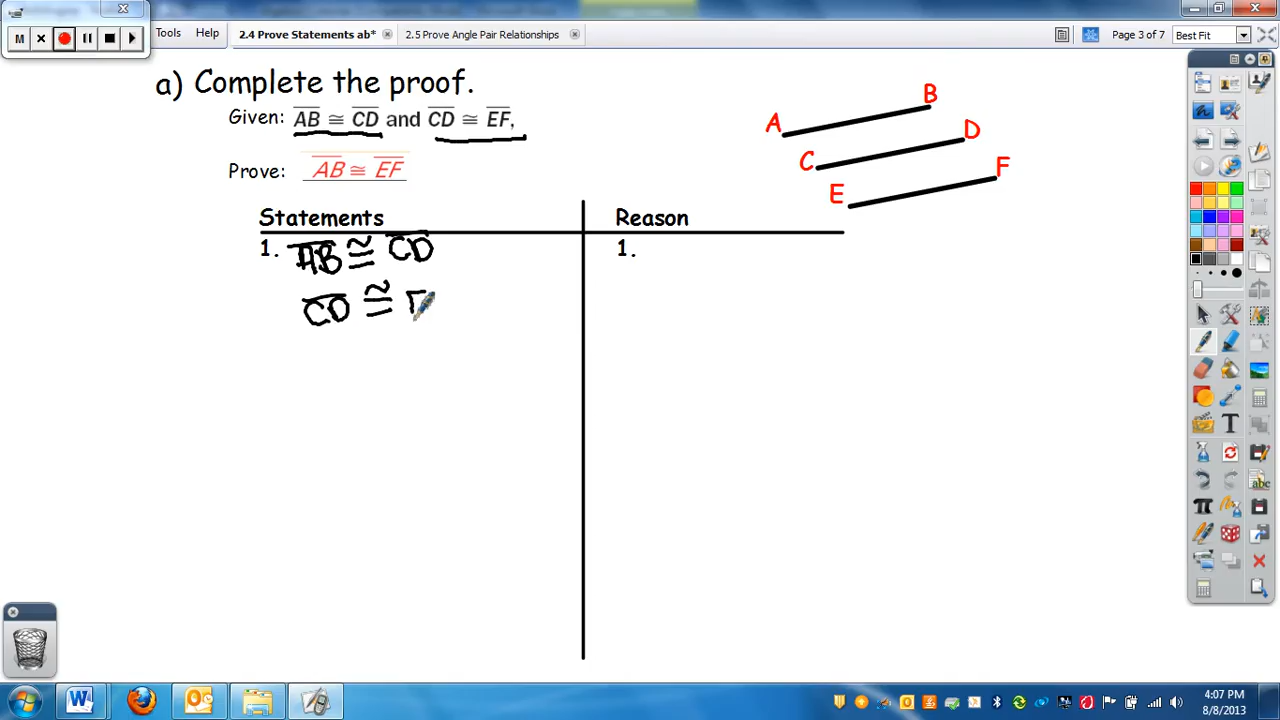 M
Tools Help
2.4 Prove Statements ab*
2.5 Prove Angle Pair Relationships
Page 3 of 7
Best Fit
a) Complete the proof.
Given: AB ≅ CD and CD ≅ EF,
Prove: AB ≅ EF
A B
C D
E F
Statements Reason
1. AB ≅ CD 1.
CD ≅
4:07 PM
8/8/2013